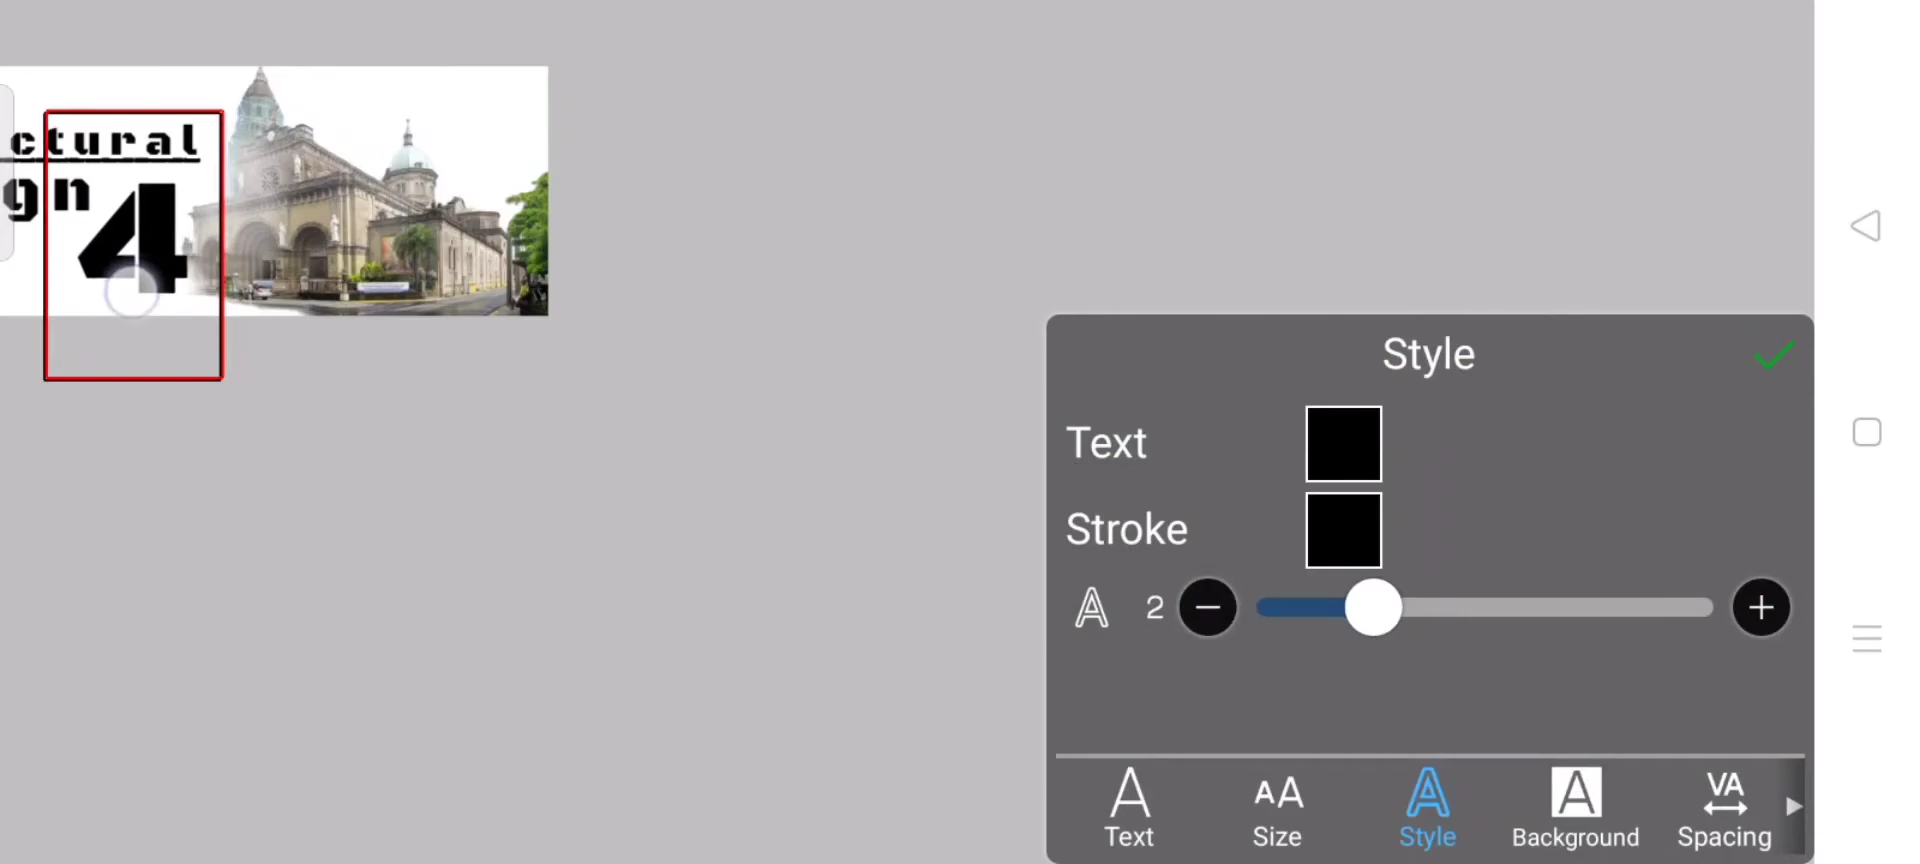 ctural
gn
4
Style
Text
Stroke
A 2
Text Size Style Background Spacing